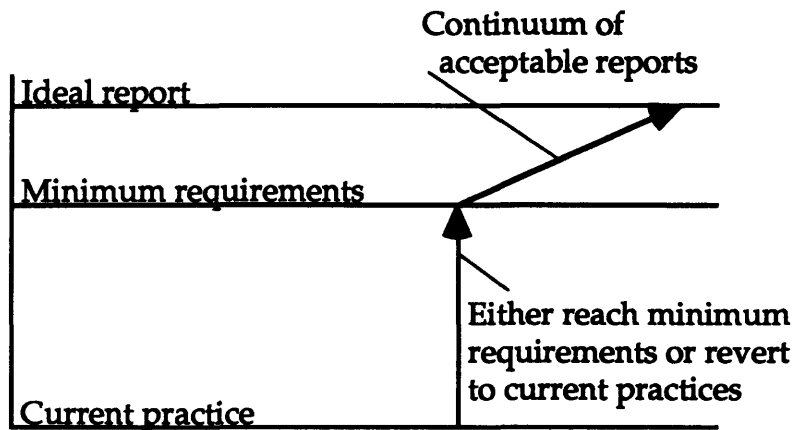 Continuum of
acceptable reports
Ideal report
Minimum requirements
Either reach minimum
requirements or revert
to current practices
Current practice